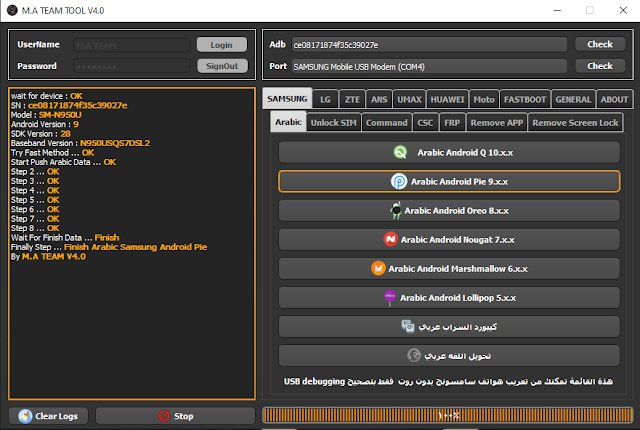 M.A TEAM TOOL V4.0
UserName
M.A TEAM
Login
Password
********
SignOut
Adb
ce08171874f35c39027e
Check
Port
SAMSUNG Mobile USB Modem (COM4)
Check
wait for device : OK
SN : ce08171874f35c39027e
Model : SM-N950U
Android Version : 9
SDK Version : 28
Baseband Version : N950USQS7DSL2
Try Fast Method ... OK
Start Push Arabic Data ... OK
Step 2 ... OK
Step 3 ... OK
Step 4 ... OK
Step 5 ... OK
Step 6 ... OK
Step 7 ... OK
Step 8 ... OK
Wait For Finish Data ... Finish
Finally Step ... Finish Arabic Samsung Android Pie
By M.A TEAM V4.0
SAMSUNG LG ZTE ANS UMAX HUAWEI Moto FASTBOOT GENERAL ABOUT
Arabic Unlock SIM Command CSC FRP Remove APP Remove Screen Lock
Arabic Android Q 10.x.x
Arabic Android Pie 9.x.x
Arabic Android Oreo 8.x.x
Arabic Android Nougat 7.x.x
Arabic Android Marshmallow 6.x.x
Arabic Android Lollipop 5.x.x
كيبورد السراب عربي
تحويل اللغه عربي
هذة القائمة تمكنك من تعريب هواتف سامسونج بدون روت فقط بتصحيح USB debugging
Clear Logs
Stop
١٠٠%